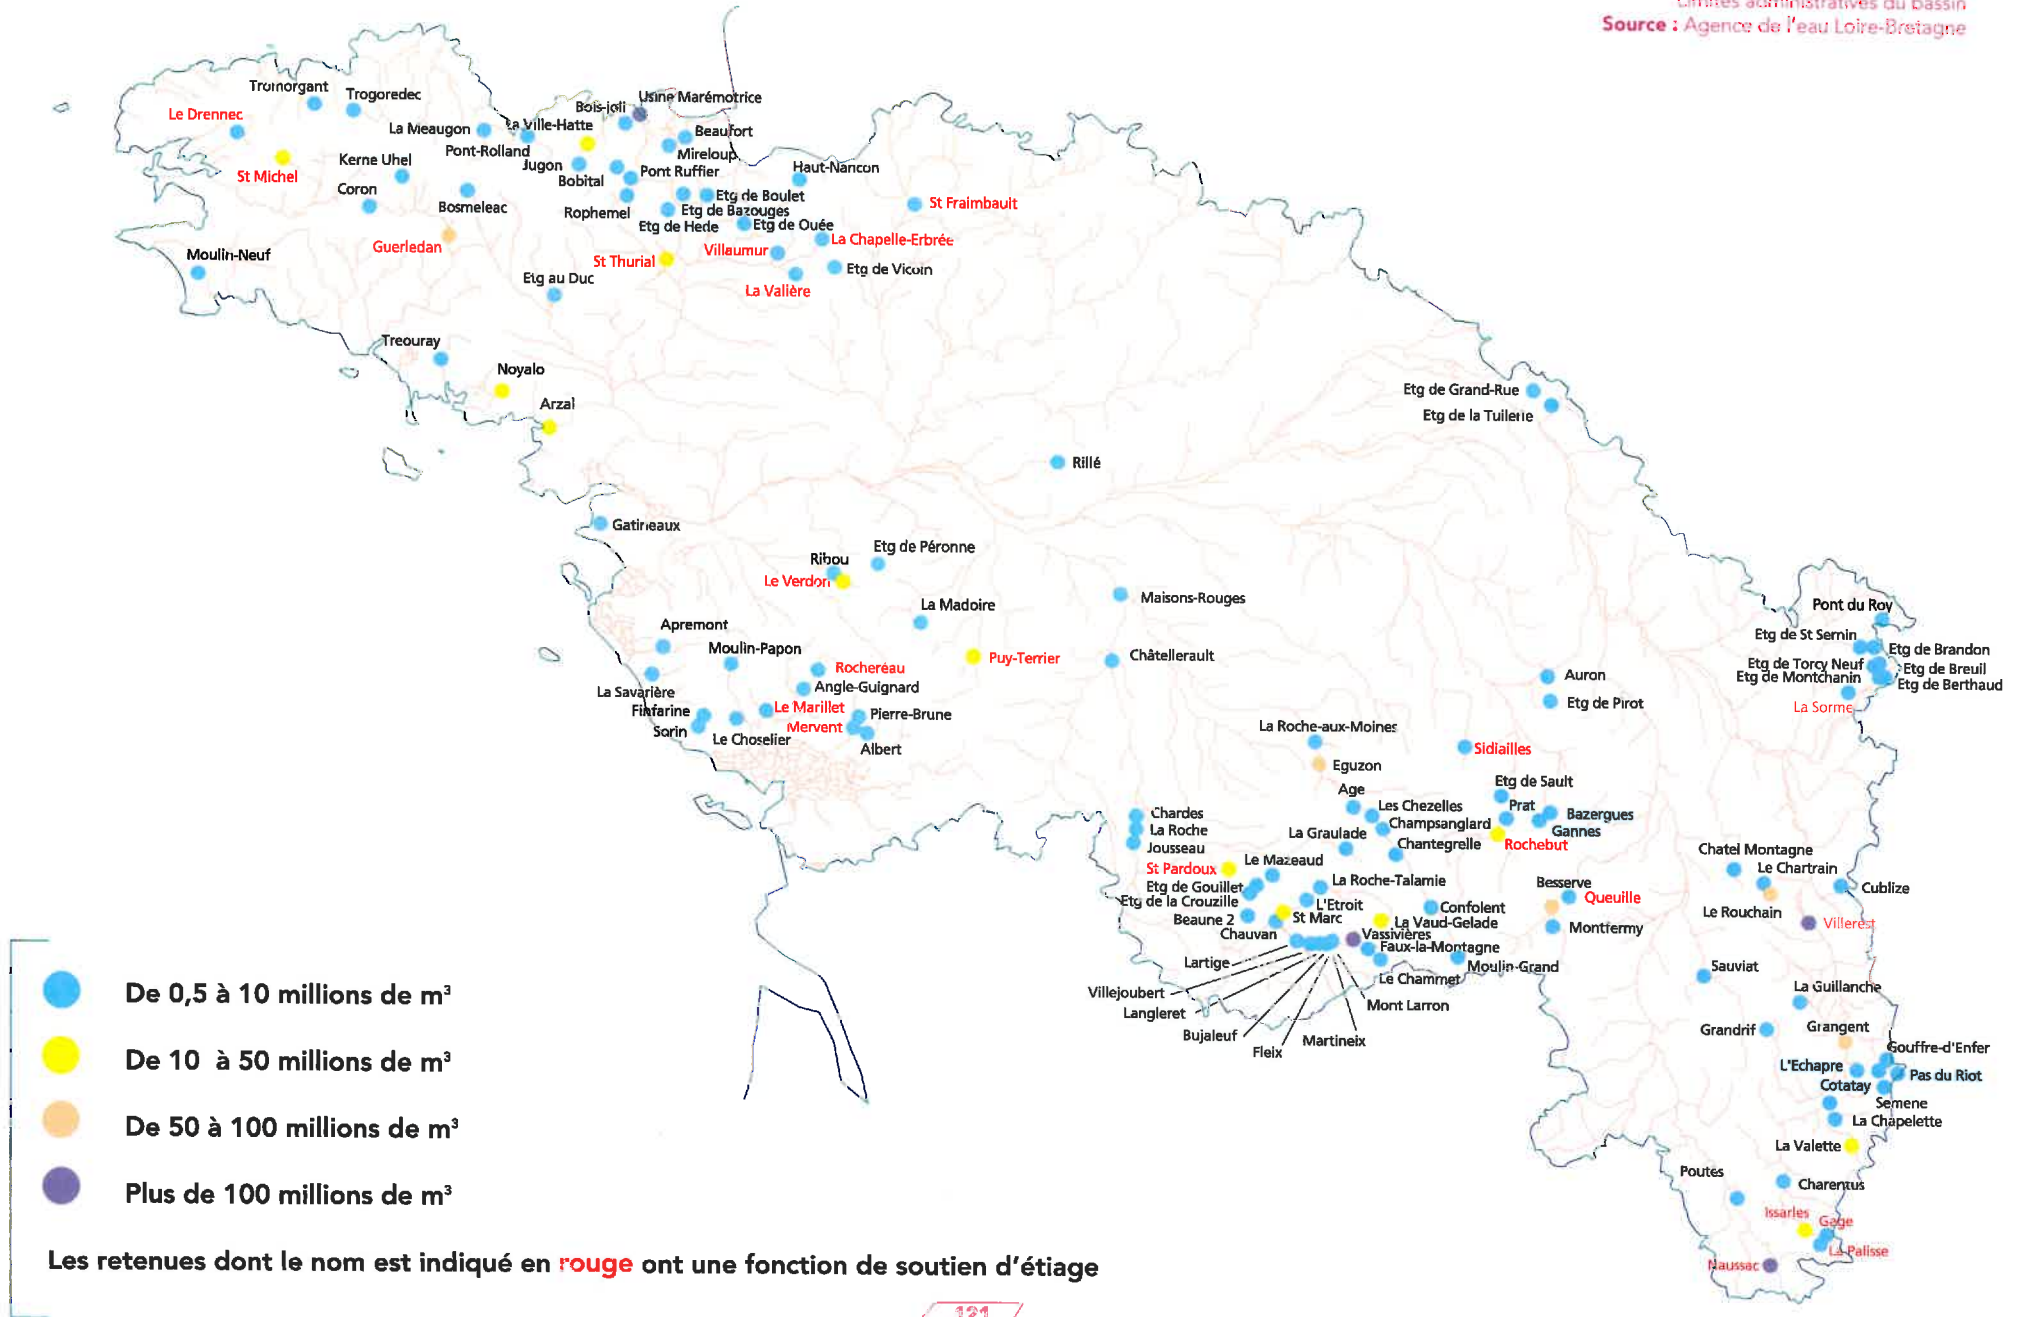 Limites administratives du bassin
Source : Agence de l'eau Loire-Bretagne
Tromorgant
Trogoredec
Le Drennec
La Meaugon
La Ville-Hatte
Bois-joli
Usine Marémotrice
Beaufort
Mireloup
Pont-Rolland
St Michel
Kerne Uhel
Coron
Bosmeleac
Jugon
Bobital
Pont Ruffier
Rophemel
Haut-Nancon
Etg de Boulet
Etg de Bazouges
Etg de Hede
Etg de Ouée
St Fraimbault
Guerledan
St Thurial
Villaumur
La Chapelle-Erbrée
Etg de Vicoin
La Valière
Moulin-Neuf
Etg au Duc
Treouray
Noyalo
Arzal
Etg de Grand-Rue
Etg de la Tuilerie
Rillé
Gatineaux
Ribou
Etg de Péronne
Le Verdon
La Madoire
Maisons-Rouges
Apremont
Moulin-Papon
Rochereau
Puy-Terrier
Châtellerault
Angle-Guignard
La Savarière
Finfarine
Le Marillet
Pierre-Brune
Mervent
Sorin
Le Choselier
Albert
Pont du Roy
Etg de St Sernin
Etg de Brandon
Etg de Torcy Neuf
Etg de Breuil
Etg de Montchanin
Etg de Berthaud
La Sorme
Auron
Etg de Pirot
La Roche-aux-Moines
Sidiailles
Eguzon
Etg de Sault
Age
Les Chezelles
Prat
Bazergues
Champsanglard
Gannes
La Graulade
Chantegrelle
Rochebut
Chardes
La Roche
Jousseau
St Pardoux
Le Mazeaud
Etg de Gouillet
La Roche-Talamie
Etg de la Crouzille
L'Etroit
Confolent
Beaune 2
St Marc
La Vaud-Gelade
Chauvan
Vassivières
Faux-la-Montagne
Lartige
Le Chammet
Moulin-Grand
Villejoubert
Mont Larron
Langleret
Bujaleuf
Martineix
Fleix
Besserve
Queuille
Montfermy
Chatel Montagne
Le Chartrain
Cublize
Le Rouchain
Villerest
Sauviat
La Guillanche
Grandrif
Grangent
Gouffre-d'Enfer
L'Echapre
Pas du Riot
Cotatay
Semene
La Chapelette
La Valette
Poutes
Charentus
Issarles
Gage
La Palisse
Naussac
De 0,5 à 10 millions de m³
De 10 à 50 millions de m³
De 50 à 100 millions de m³
Plus de 100 millions de m³
Les retenues dont le nom est indiqué en rouge ont une fonction de soutien d'étiage
121